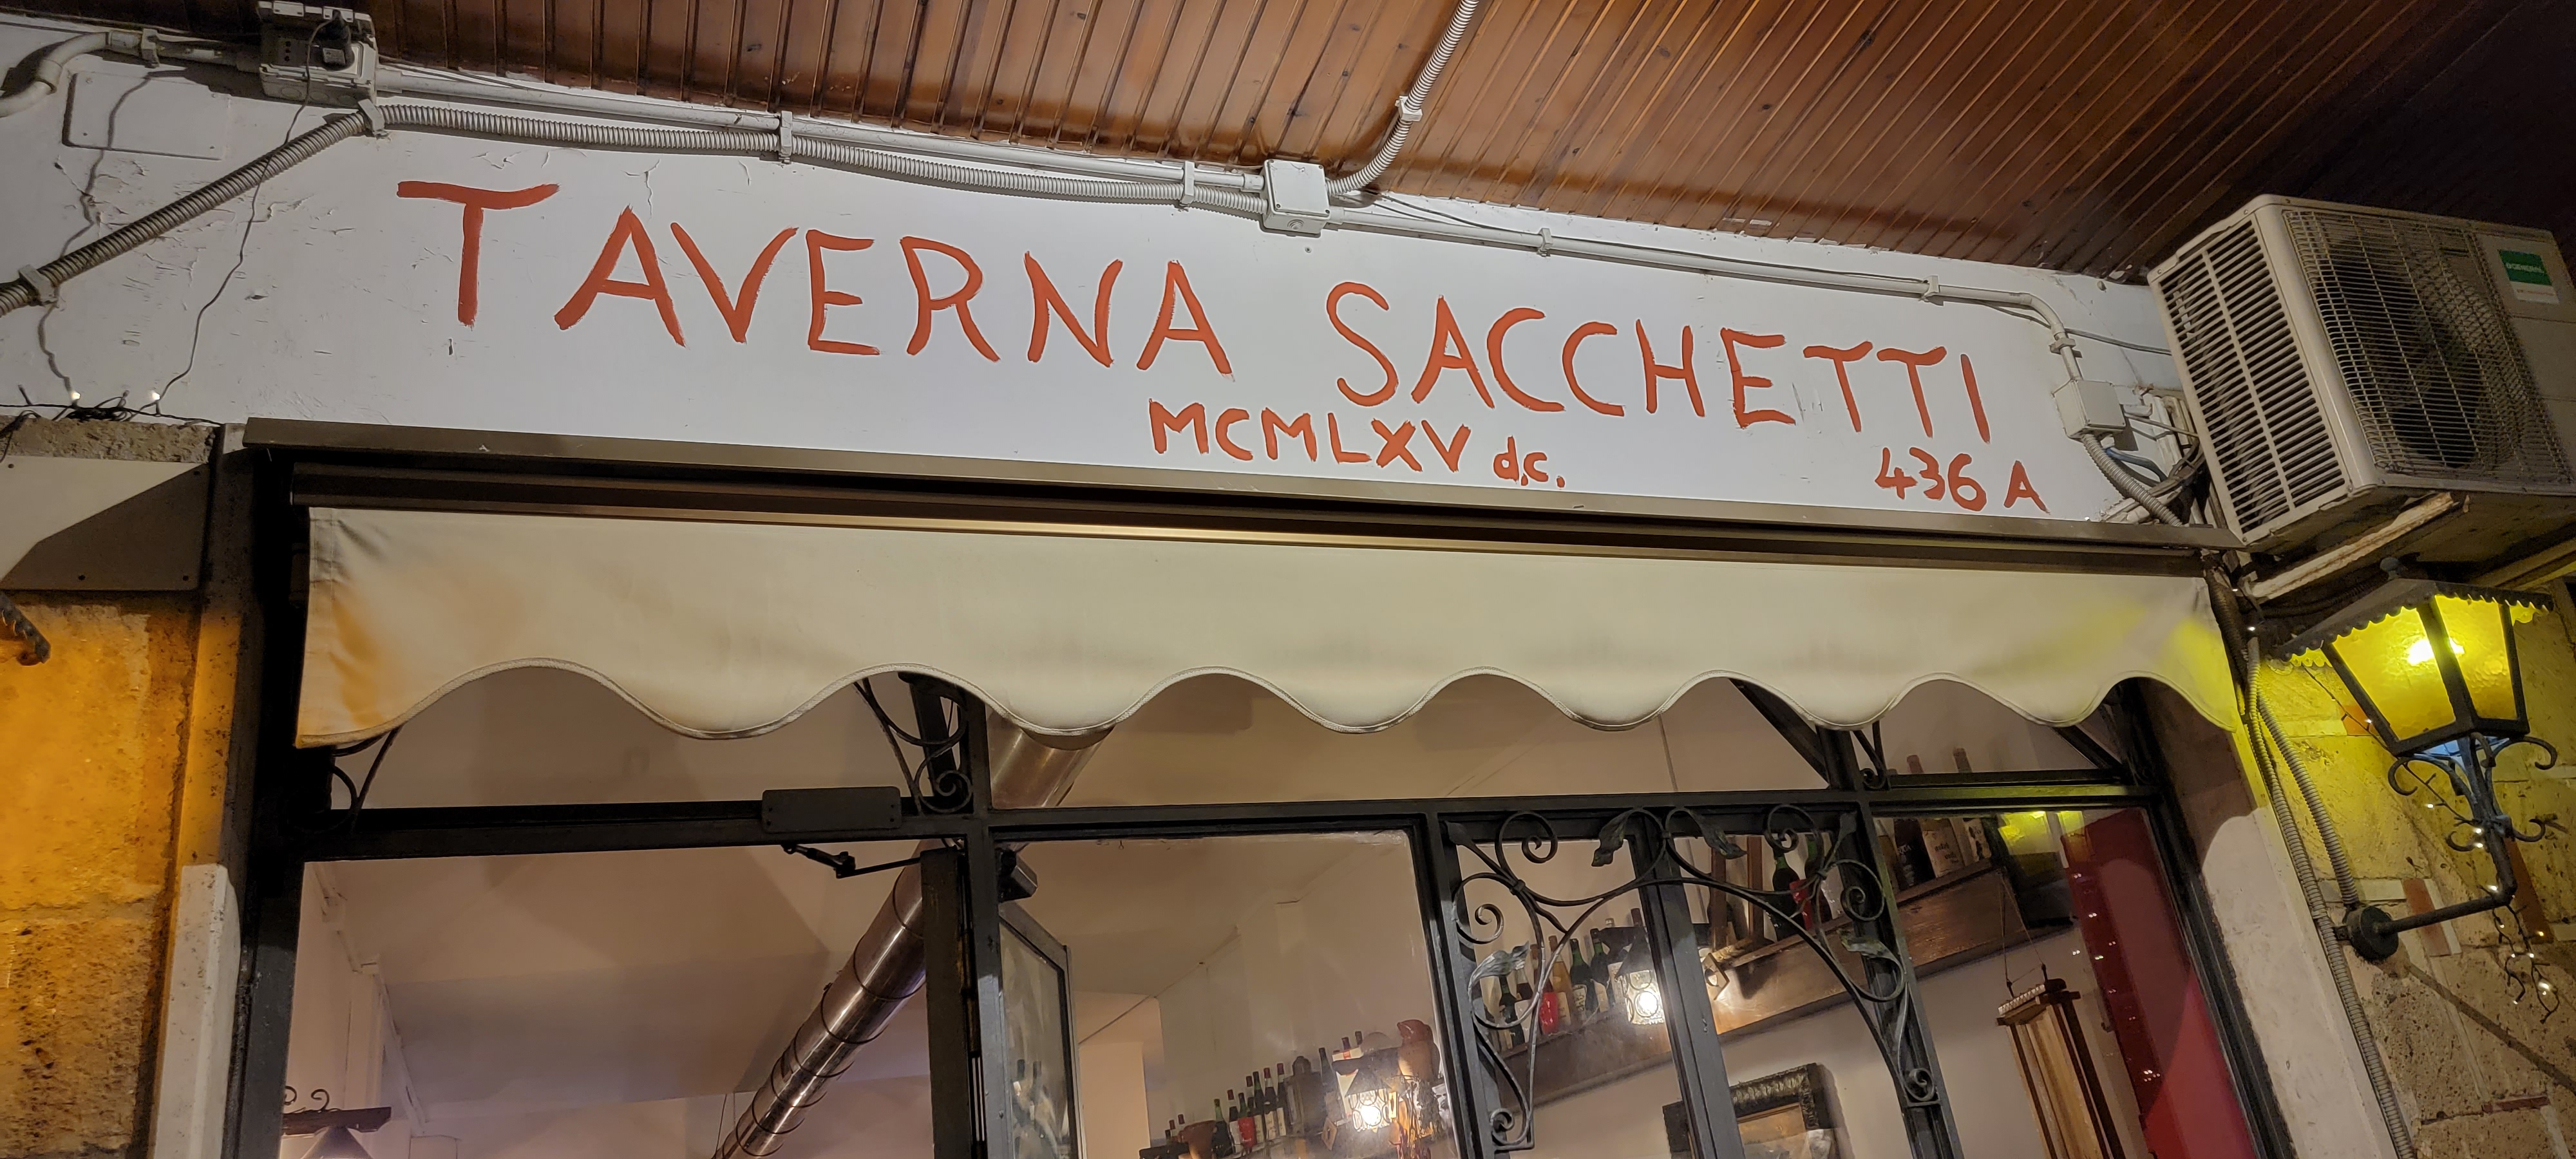 TAVERNA SACCHETTI
MCMLXV d.c.
436 A